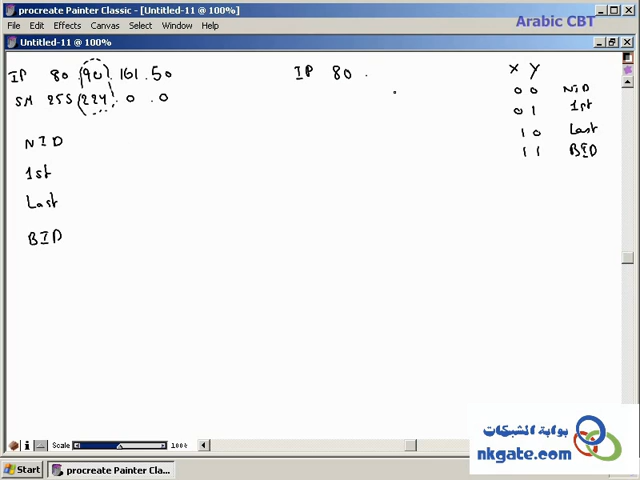 procreate Painter Classic - [Untitled-11 @ 100%]
Arabic CBT
File Edit Effects Canvas Select Movie Window Help
Untitled-11 @ 100%
IP 80 . 90 . 161 . 50
SM 255 224 . 0 . 0
NID
1st
Last
BID
IP 80 .
X Y
0 0 NID
0 1 1st
1 0 Last
1 1 BID
Scale 100%
بوابة الشبكات
nkgate.com
Start procreate Painter Cla...